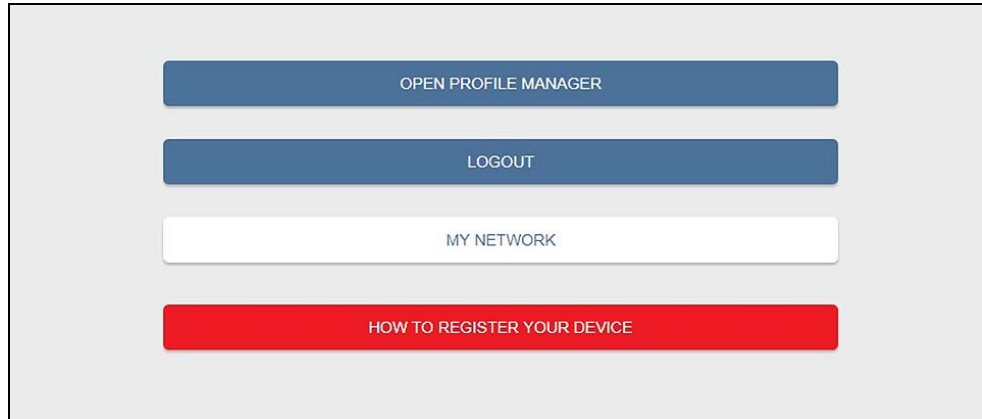 OPEN PROFILE MANAGER
LOGOUT
MY NETWORK
HOW TO REGISTER YOUR DEVICE